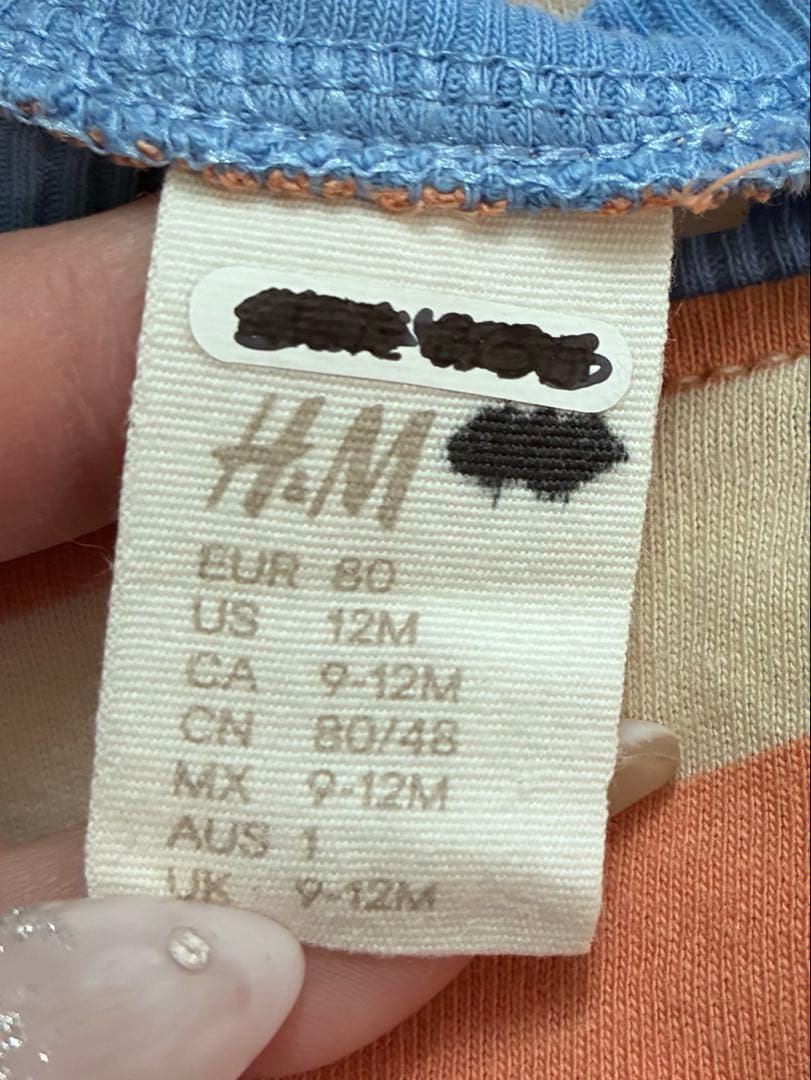 H&M
EUR 80
US 12M
CA 9-12M
CN 80/48
MX 9-12M
AUS 1
UK 9-12M